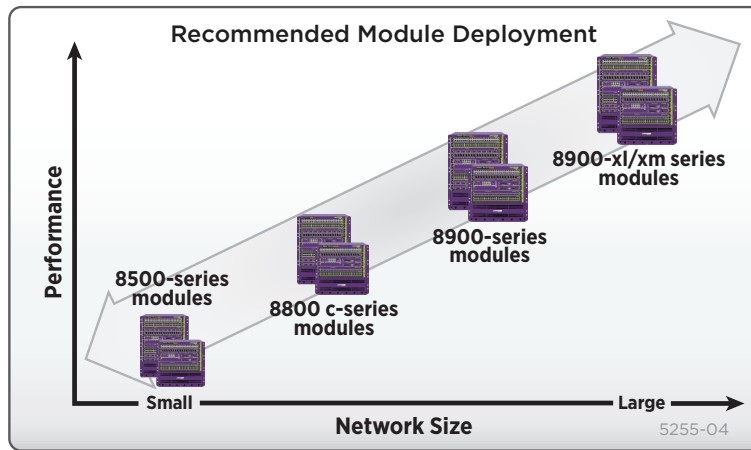 Recommended Module Deployment
Performance
8500-series
modules
8800 c-series
modules
8900-series
modules
8900-xl/xm series
modules
Small
Large
Network Size
5255-04